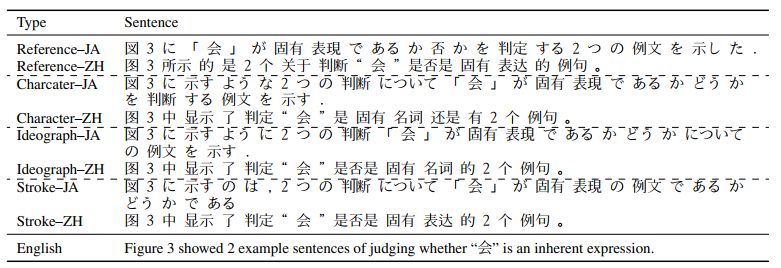 Type Sentence
Reference–JA 図 3 に 「 会 」 が 固有 表現 で ある か 否 か を 判定 する 2 つ の 例文 を 示し た .
Reference–ZH 图 3 所示 的 是 2 个 关于 判断 “ 会 ” 是否是 固有 表达 的 例句 。
Charcater–JA 図 3 に 示す よう な 2 つ の 判断 について 「 会 」 が 固有 表現 で ある か どう か
を 判断 する 例文 を 示す .
Character–ZH 图 3 中 显示 了 判定 “ 会 ” 是 固有 名词 还是 有 2 个 例句 。
Ideograph–JA 図 3 に 示す よう に 2 つ の 判断 「 会 」 が 固有 表現 で ある か どう か について
の 例文 を 示す .
Ideograph–ZH 图 3 中 显示 了 判定 “ 会 ” 是否是 固有 名词 的 2 个 例句 。
Stroke–JA 図 3 に 示す の は , 2 つ の 判断 について 「 会 」 が 固有 表現 の 例文 で ある か
どう か で ある
Stroke–ZH 图 3 中 显示 了 判定 “ 会 ” 是否是 固有 表达 的 2 个 例句 。
English Figure 3 showed 2 example sentences of judging whether “会” is an inherent expression.